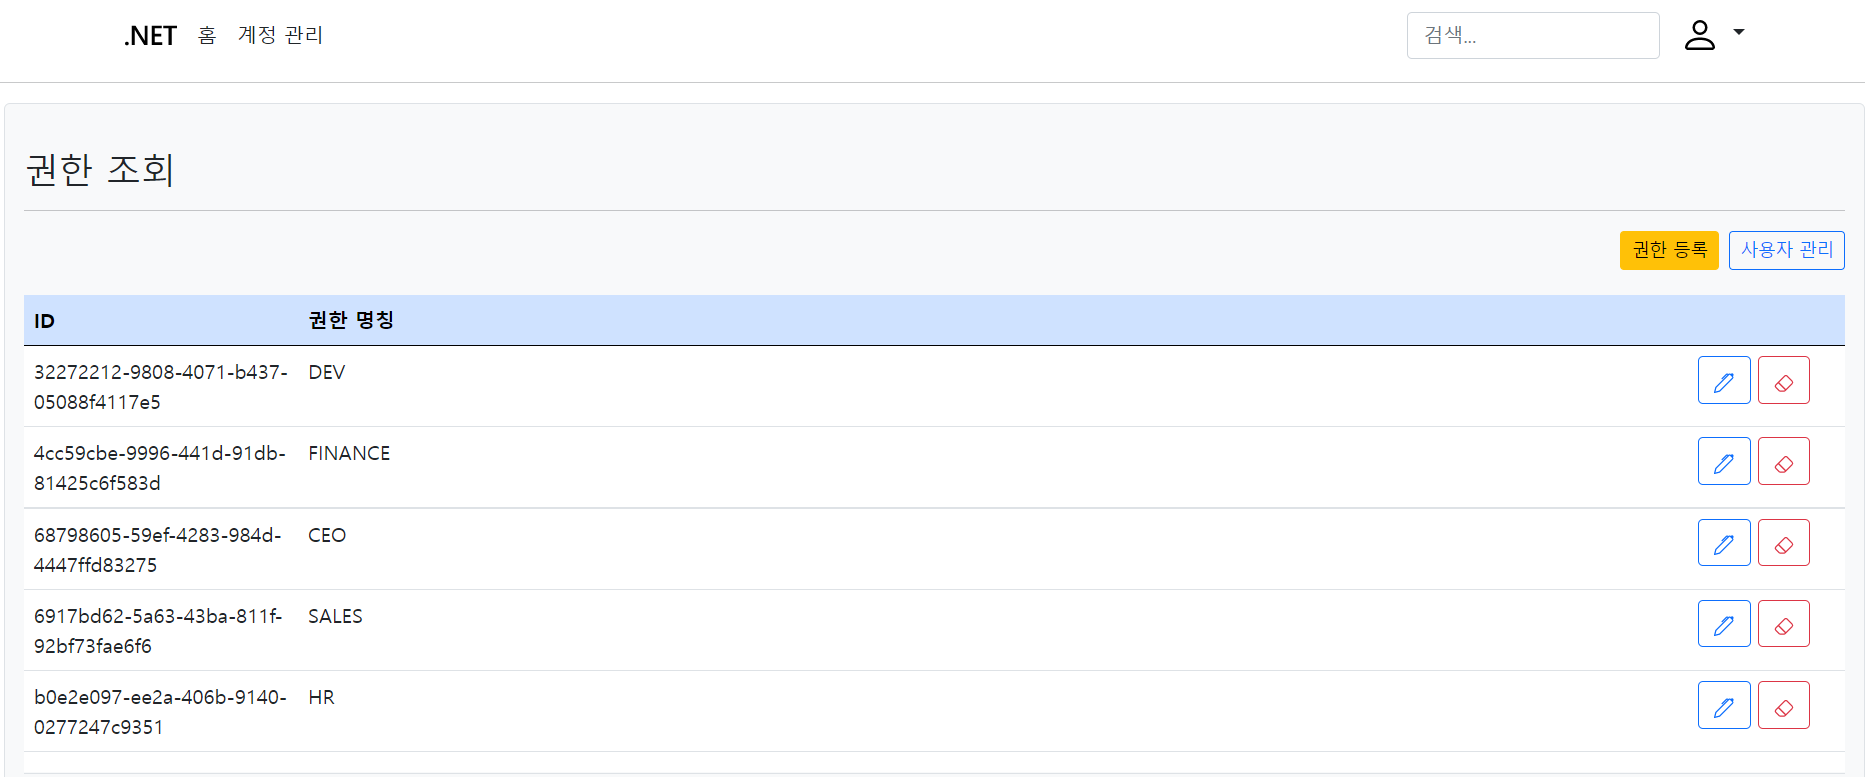 .NET 홈 계정 관리 검색...
권한 조회
권한 등록 사용자 관리
ID 권한 명칭
32272212-9808-4071-b437- DEV
05088f4117e5
4cc59cbe-9996-441d-91db- FINANCE
81425c6f583d
68798605-59ef-4283-984d- CEO
4447ffd83275
6917bd62-5a63-43ba-811f- SALES
92bf73fae6f6
b0e2e097-ee2a-406b-9140- HR
0277247c9351